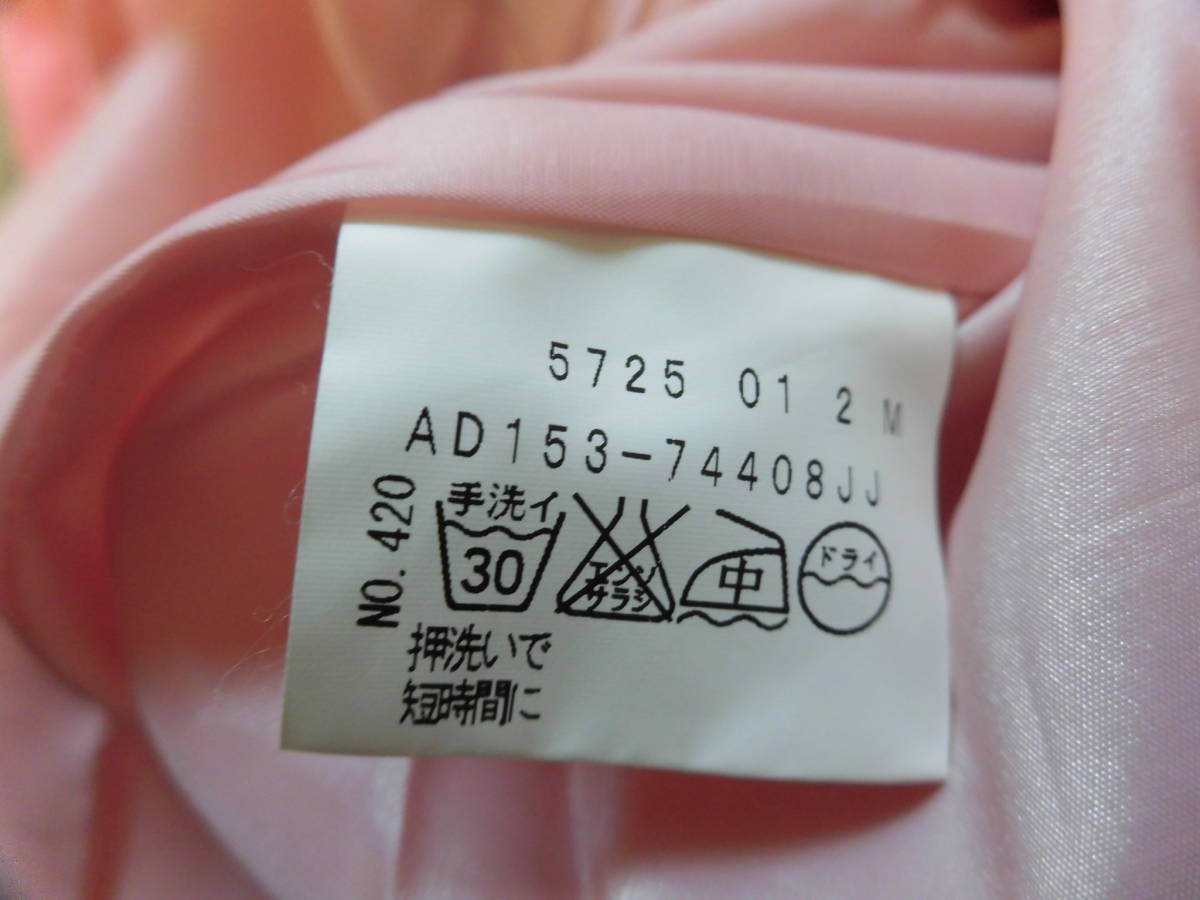 5725 01 2 M
AD153-74408JJ
NO.420
手洗イ
30
エンソ
サラシ
中
ドライ
押洗いで
短時間に